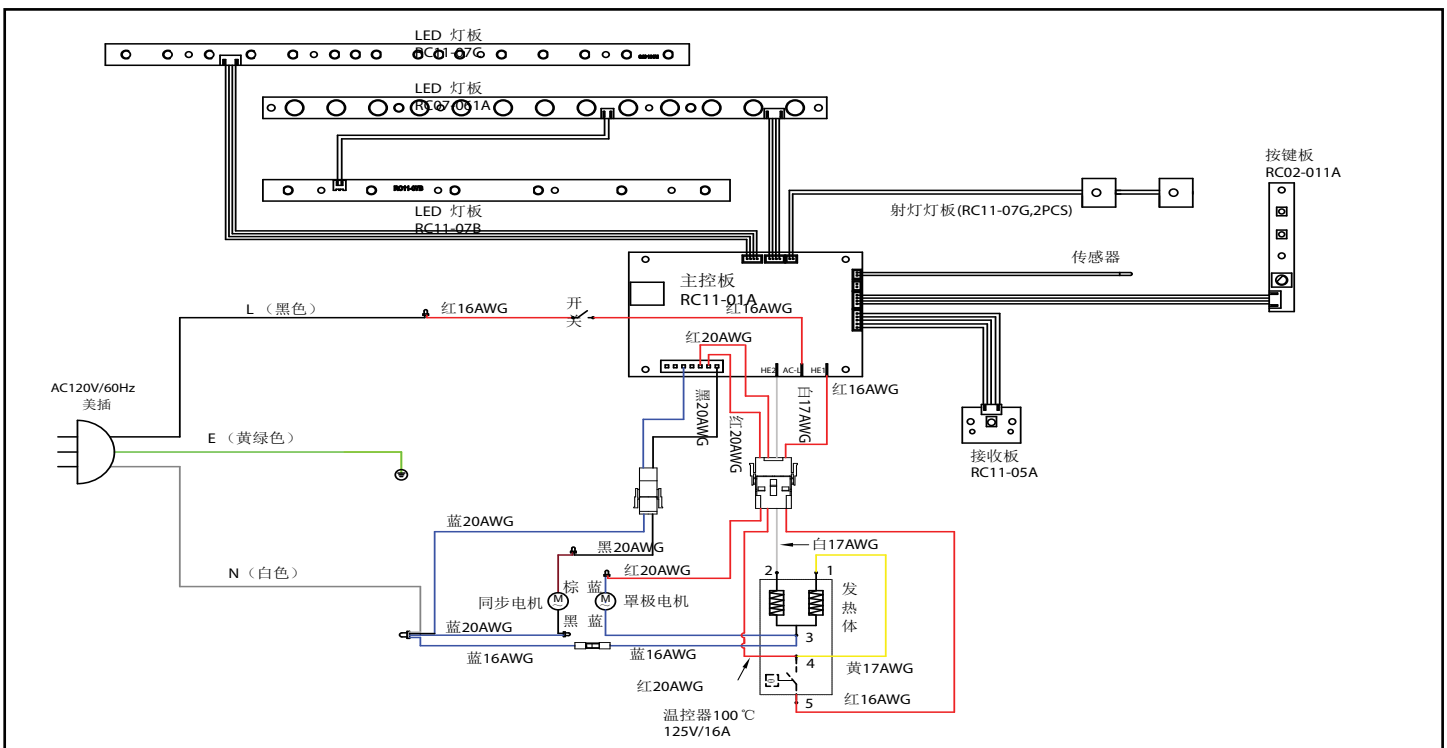 LED 灯板
RC11-07C
LED 灯板
RC07-061A
RC11-07B
LED 灯板
RC11-07B
射灯灯板(RC11-07G,2PCS)
按键板
RC02-011A
传感器
主控板
RC11-01A
L （黑色）
红16AWG
开
关
红16AWG
红20AWG
HE2
AC-L
HE1
红16AWG
黑20AWG
红20AWG
白17AWG
AC120V/60Hz
美插
E （黄绿色）
接收板
RC11-05A
蓝20AWG
黑20AWG
白17AWG
N （白色）
红20AWG
棕
蓝
2
1
同步电机
M
M
罩极电机
发
热
体
黑
蓝
蓝20AWG
3
蓝16AWG
蓝16AWG
4
黄17AWG
红20AWG
红16AWG
5
温控器100 ℃
125V/16A